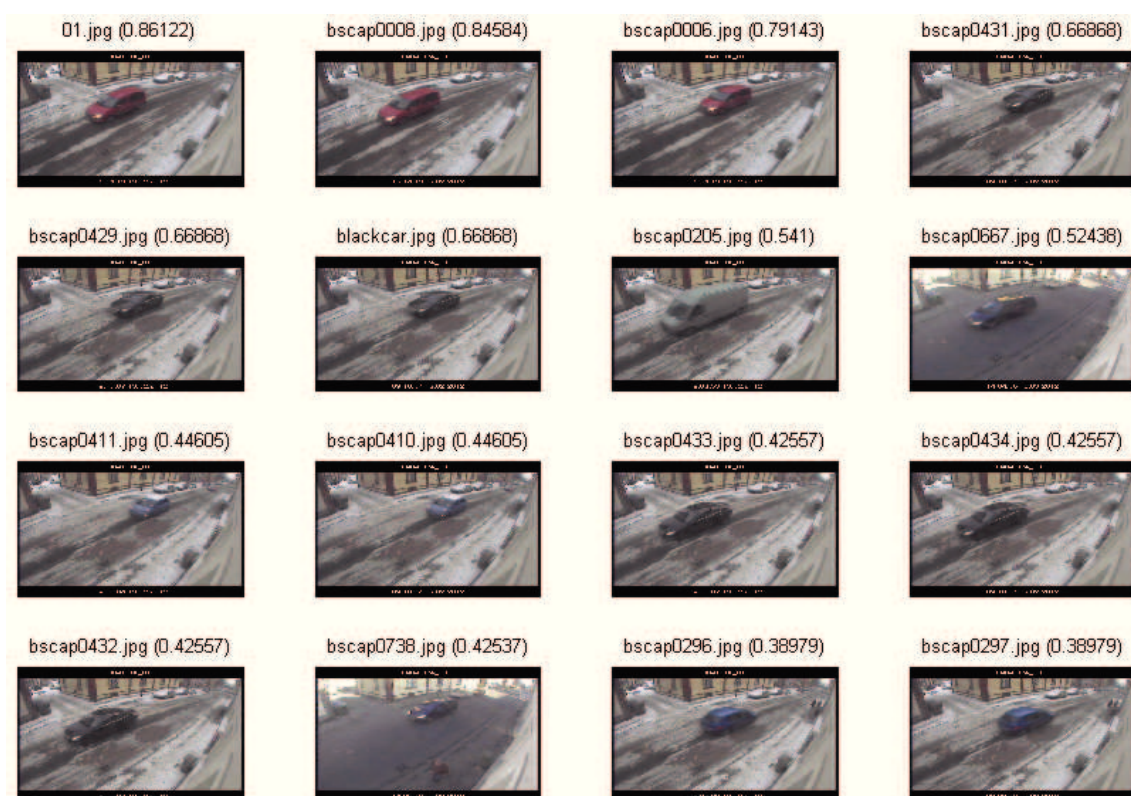 01.jpg (0.86122) bscap0008.jpg (0.84584) bscap0006.jpg (0.79143) bscap0431.jpg (0.66868)
bscap0429.jpg (0.66868) blackcar.jpg (0.66868) bscap0205.jpg (0.541) bscap0667.jpg (0.52438)
bscap0411.jpg (0.44605) bscap0410.jpg (0.44605) bscap0433.jpg (0.42557) bscap0434.jpg (0.42557)
bscap0432.jpg (0.42557) bscap0738.jpg (0.42537) bscap0296.jpg (0.38979) bscap0297.jpg (0.38979)